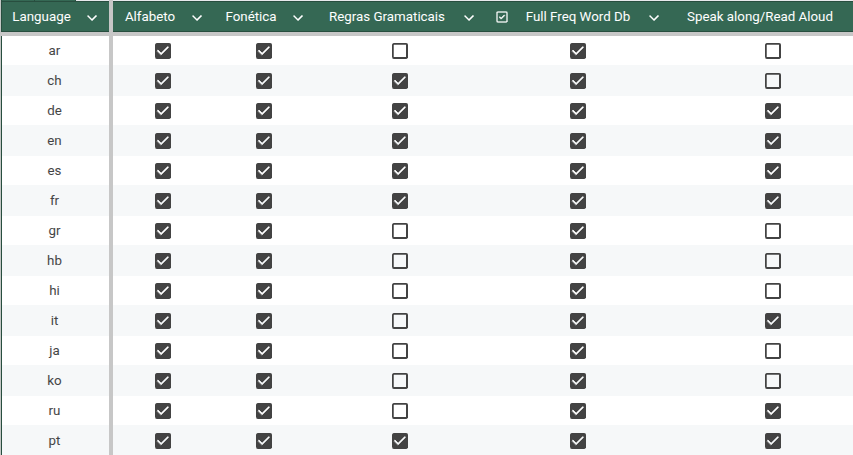 Language Alfabeto Fonética Regras Gramaticais Full Freq Word Db Speak along/Read Aloud
ar
ch
de
en
es
fr
gr
hb
hi
it
ja
ko
ru
pt